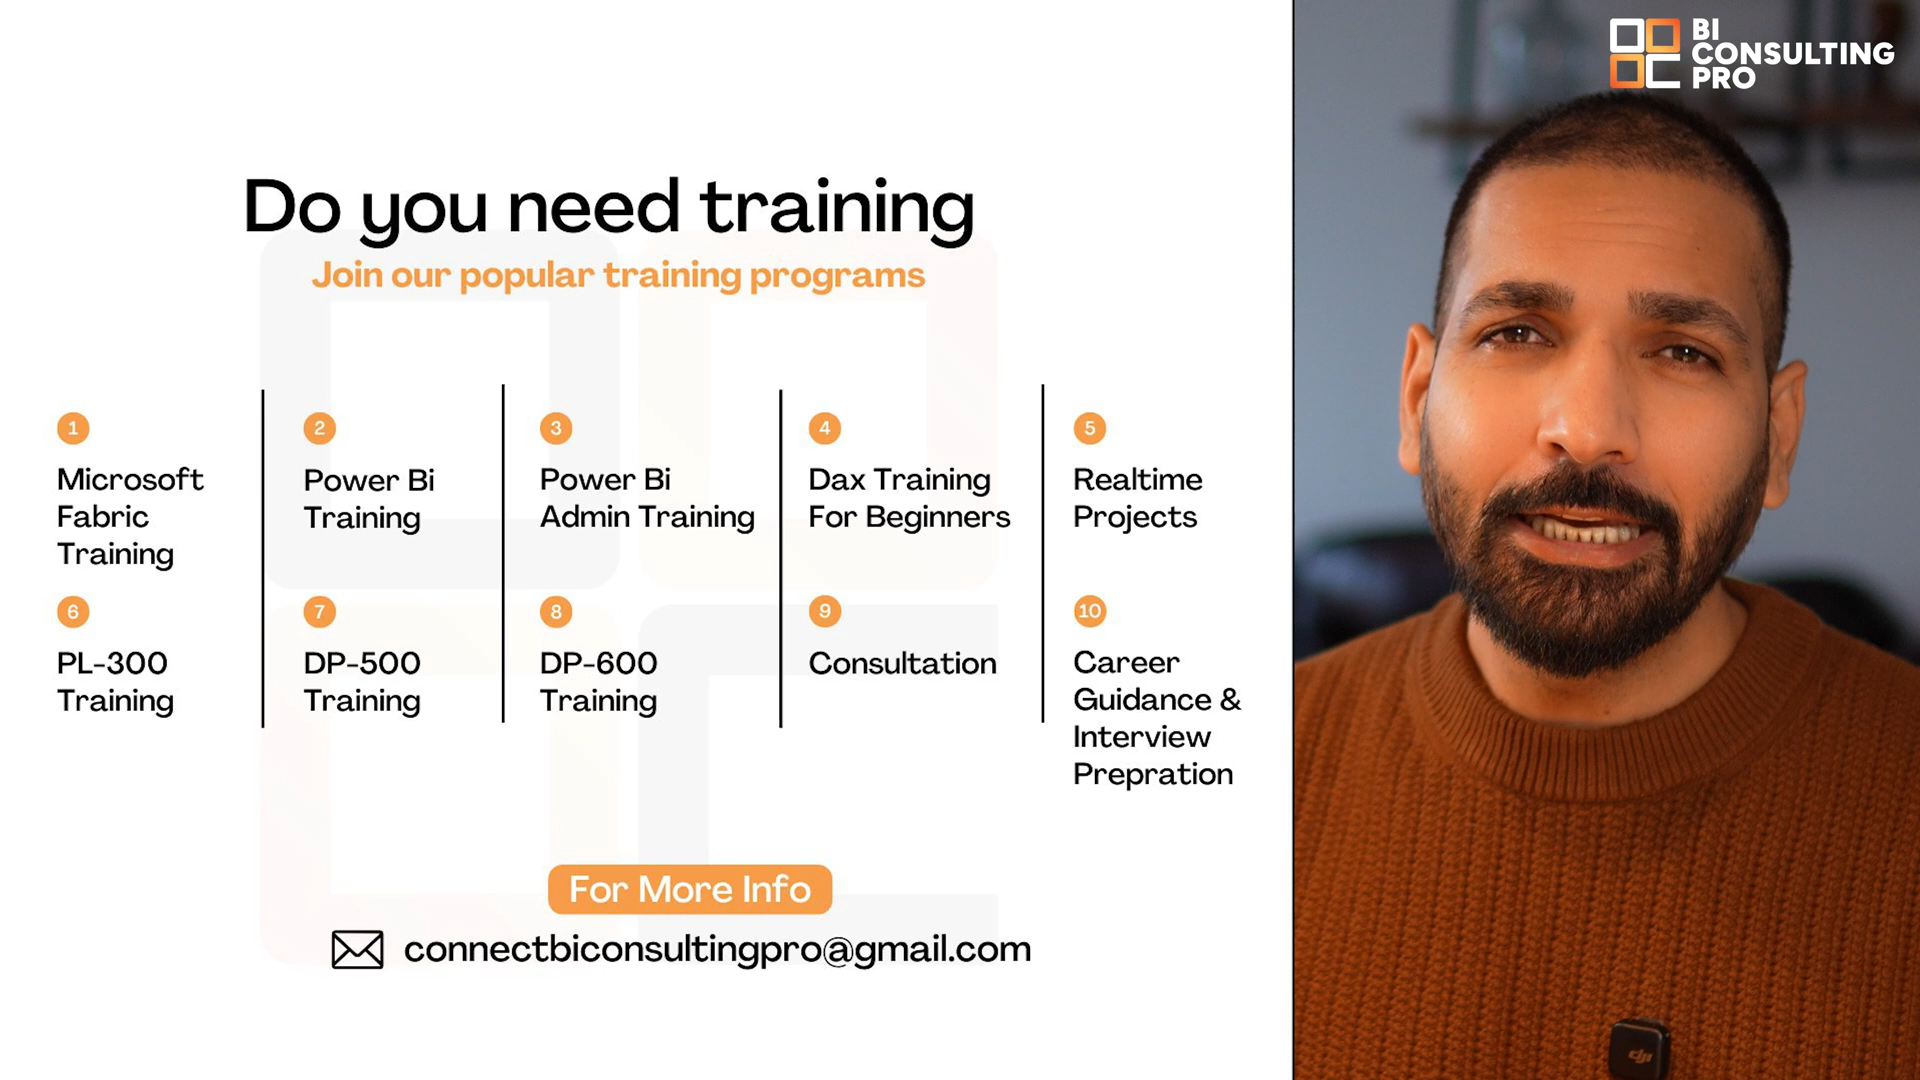 BI
CONSULTING
PRO
Do you need training
Join our popular training programs
1
Microsoft
Fabric
Training
2
Power Bi
Training
3
Power Bi
Admin Training
4
Dax Training
For Beginners
5
Realtime
Projects
6
PL-300
Training
7
DP-500
Training
8
DP-600
Training
9
Consultation
10
Career
Guidance &
Interview
Prepration
For More Info
connectbiconsultingpro@gmail.com
dji